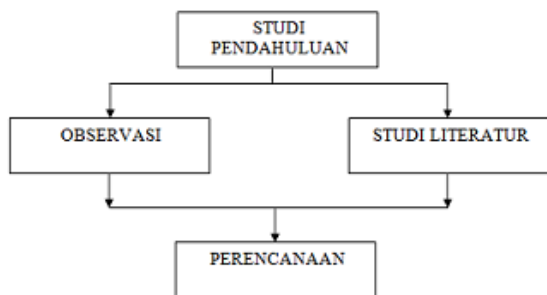 STUDI
PENDAHULUAN
OBSERVASI
STUDI LITERATUR
PERENCANAAN